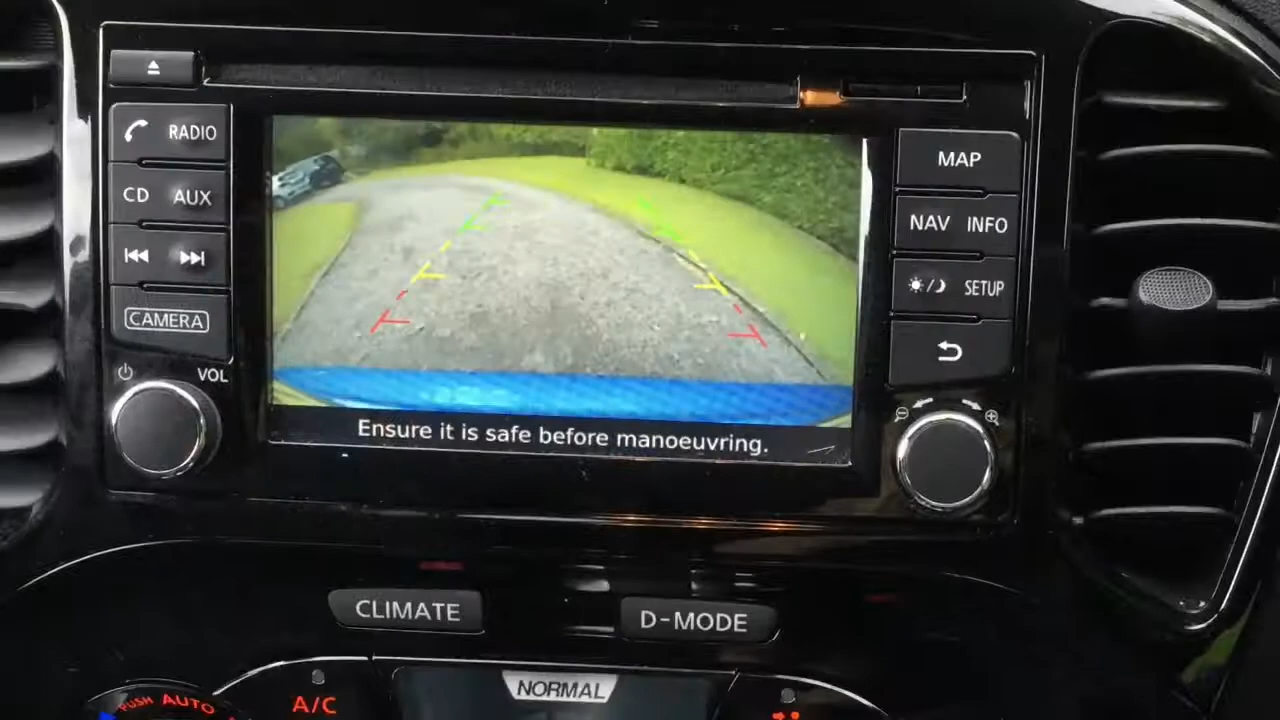 RADIO
CD AUX
CAMERA
VOL
MAP
NAV INFO
SETUP
Ensure it is safe before manoeuvring.
CLIMATE
D-MODE
NORMAL
PUSH AUTO
A/C